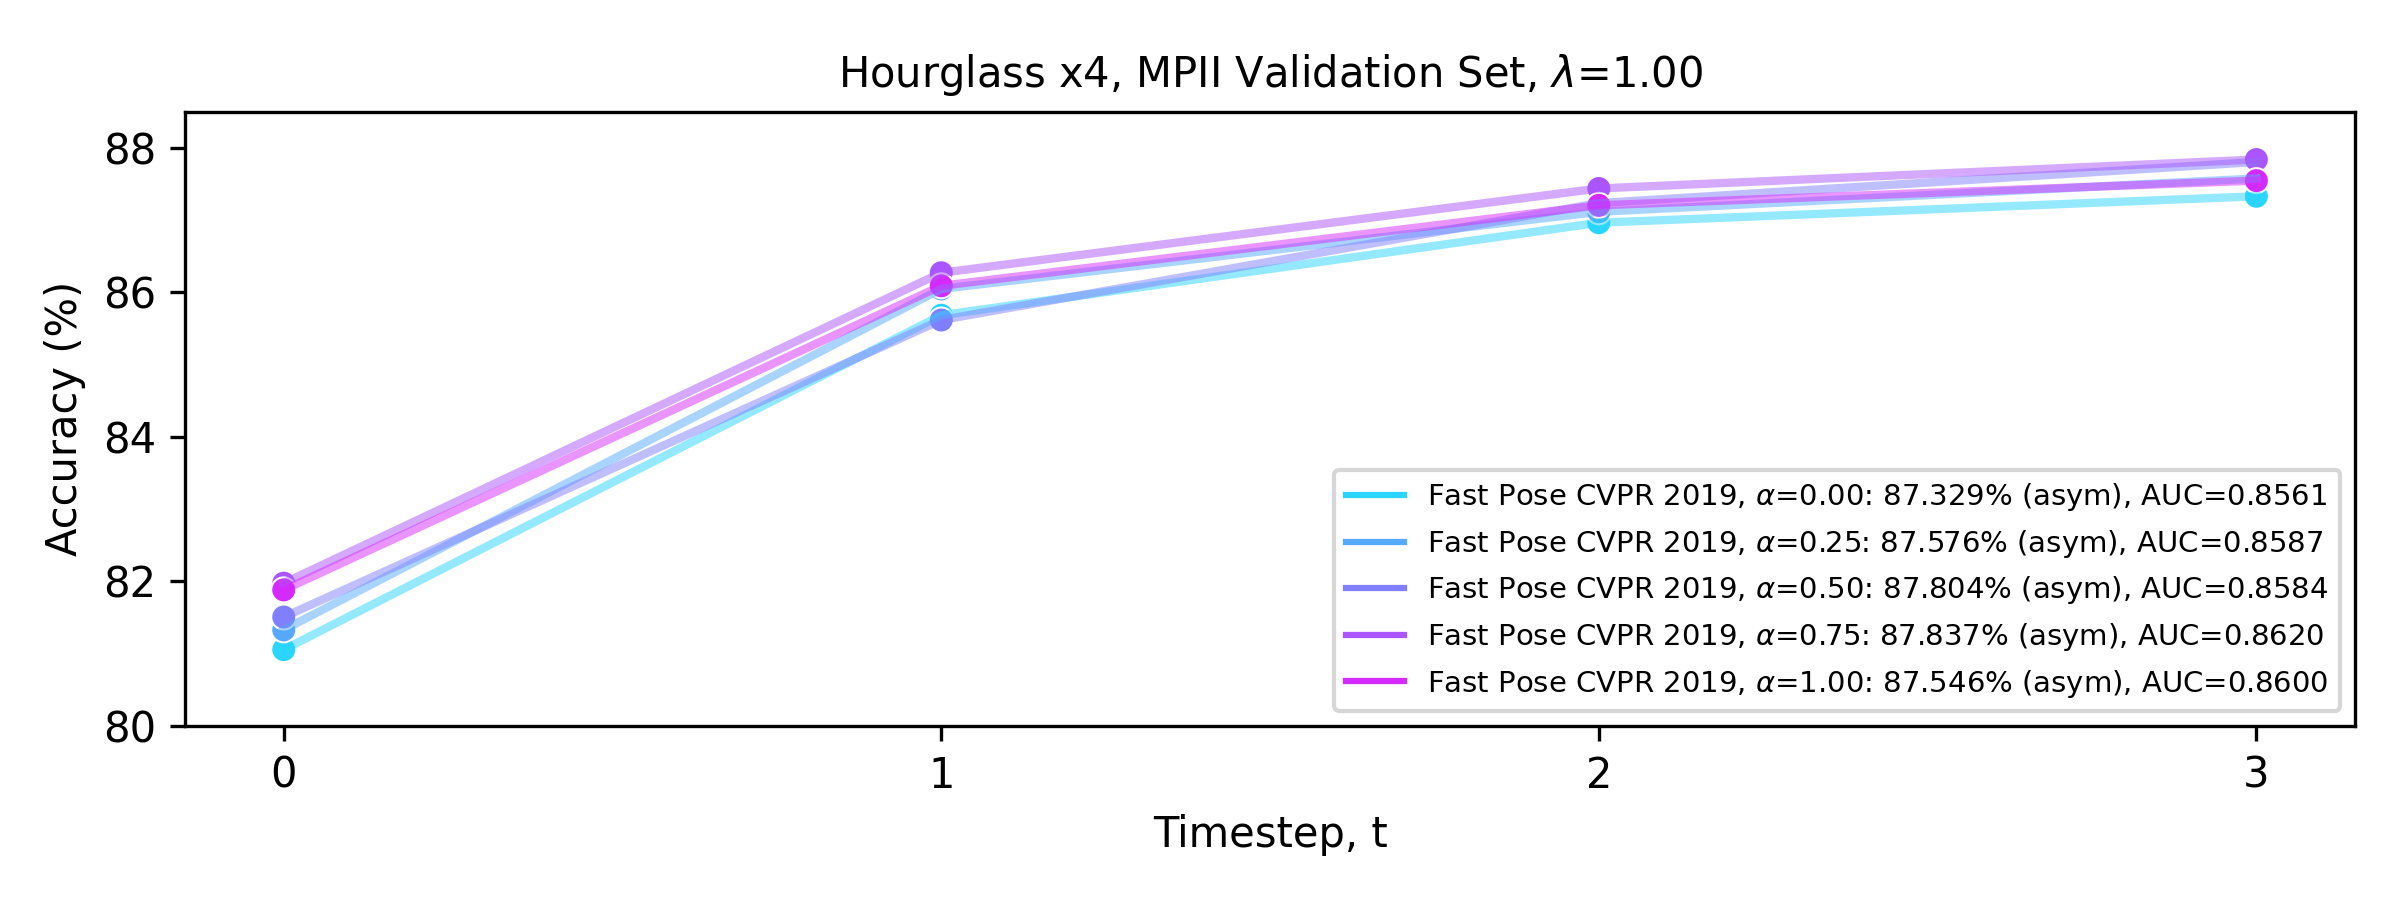 Hourglass x4, MPII Validation Set, λ=1.00
Accuracy (%)
88
86
84
82
80
0
1
2
3
Timestep, t
Fast Pose CVPR 2019, α=0.00: 87.329% (asym), AUC=0.8561
Fast Pose CVPR 2019, α=0.25: 87.576% (asym), AUC=0.8587
Fast Pose CVPR 2019, α=0.50: 87.804% (asym), AUC=0.8584
Fast Pose CVPR 2019, α=0.75: 87.837% (asym), AUC=0.8620
Fast Pose CVPR 2019, α=1.00: 87.546% (asym), AUC=0.8600